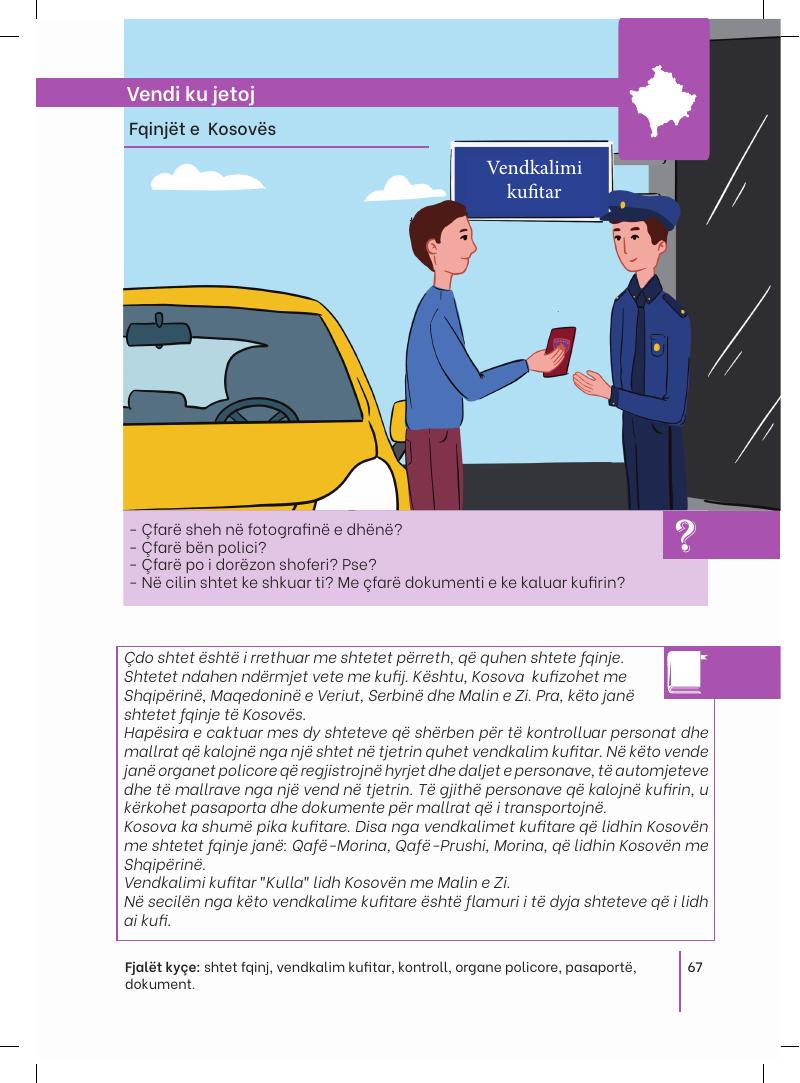 Vendi ku jetoj
Fqinjët e Kosovës
Vendkalimi
kufitar
- Çfarë sheh në fotografinë e dhënë?
- Çfarë bën polici?
- Çfarë po i dorëzon shoferi? Pse?
- Në cilin shtet ke shkuar ti? Me çfarë dokumenti e ke kaluar kufirin?
?
Çdo shtet është i rrethuar me shtetet përreth, që quhen shtete fqinje.
Shtetet ndahen ndërmjet vete me kufij. Kështu, Kosova kufizohet me
Shqipërinë, Maqedoninë e Veriut, Serbinë dhe Malin e Zi. Pra, këto janë
shtetet fqinje të Kosovës.
Hapësira e caktuar mes dy shteteve që shërben për të kontrolluar personat dhe
mallrat që kalojnë nga një shtet në tjetrin quhet vendkalim kufitar. Në këto vende
janë organet policore që regjistrojnë hyrjet dhe daljet e personave, të automjeteve
dhe të mallrave nga një vend në tjetrin. Të gjithë personave që kalojnë kufirin, u
kërkohet pasaporta dhe dokumente për mallrat që i transportojnë.
Kosova ka shumë pika kufitare. Disa nga vendkalimet kufitare që lidhin Kosovën
me shtetet fqinje janë: Qafë-Morina, Qafë-Prushi, Morina, që lidhin Kosovën me
Shqipërinë.
Vendkalimi kufitar "Kulla" lidh Kosovën me Malin e Zi.
Në secilën nga këto vendkalime kufitare është flamuri i të dyja shteteve që i lidh
ai kufi.
Fjalët kyçe: shtet fqinj, vendkalim kufitar, kontroll, organe policore, pasaportë,
dokument.
67